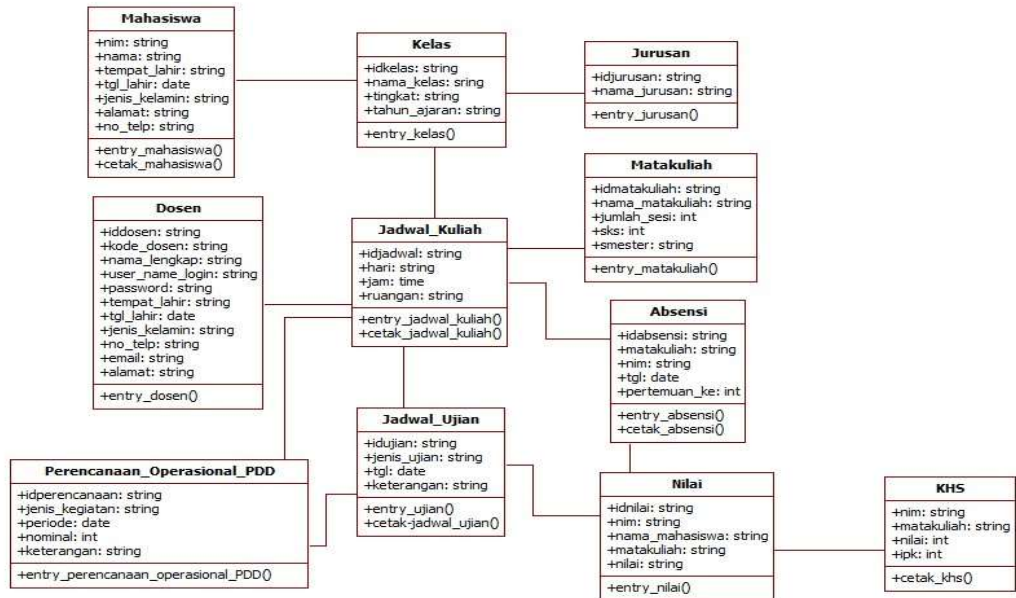 Mahasiswa
+nim: string
+nama: string
+tempat_lahir: string
+tgl_lahir: date
+jenis_kelamin: string
+alamat: string
+no_telp: string
+entry_mahasiswa()
+cetak_mahasiswa()
Kelas
+idkelas: string
+nama_kelas: sring
+tingkat: string
+tahun_ajaran: string
+entry_kelas()
Jurusan
+idjurusan: string
+nama_jurusan: string
+entry_jurusan()
Matakuliah
+idmatakuliah: string
+nama_matakuliah: string
+jumlah_sesi: int
+sks: int
+smester: string
+entry_matakuliah()
Dosen
+iddosen: string
+kode_dosen: string
+nama_lengkap: string
+user_name_login: string
+password: string
+tempat_lahir: string
+tgl_lahir: date
+jenis_kelamin: string
+no_telp: string
+email: string
+alamat: string
+entry_dosen()
Jadwal_Kuliah
+idjadwal: string
+hari: string
+jam: time
+ruangan: string
+entry_jadwal_kuliah()
+cetak_jadwal_kuliah()
Absensi
+idabsensi: string
+matakuliah: string
+nim: string
+tgl: date
+pertemuan_ke: int
+entry_absensi()
+cetak_absensi()
Jadwal_Ujian
+idujian: string
+jenis_ujian: string
+tgl: date
+keterangan: string
+entry_ujian()
+cetak-jadwal_ujian()
Perencanaan_Operasional_PDD
+idperencanaan: string
+jenis_kegiatan: string
+periode: date
+nominal: int
+keterangan: string
+entry_perencanaan_operasional_PDD()
Nilai
+idnilai: string
+nim: string
+nama_mahasiswa: string
+matakuliah: string
+nilai: string
+entry_nilai()
KHS
+nim: string
+matakuliah: string
+nilai: int
+ipk: int
+cetak_khs()